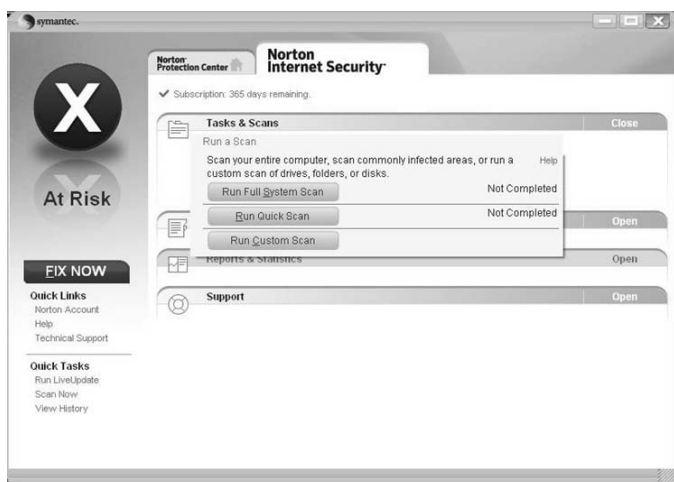 symantec.
Norton Protection Center
Norton Internet Security
Subscription: 365 days remaining.
X
At Risk
FIX NOW
Quick Links
Norton Account
Help
Technical Support
Quick Tasks
Run LiveUpdate
Scan Now
View History
Tasks & Scans Close
Run a Scan
Scan your entire computer, scan commonly infected areas, or run a Help
custom scan of drives, folders, or disks.
Run Full System Scan Not Completed
Run Quick Scan Not Completed
Run Custom Scan
Open
Reports & Statistics Open
Support Open